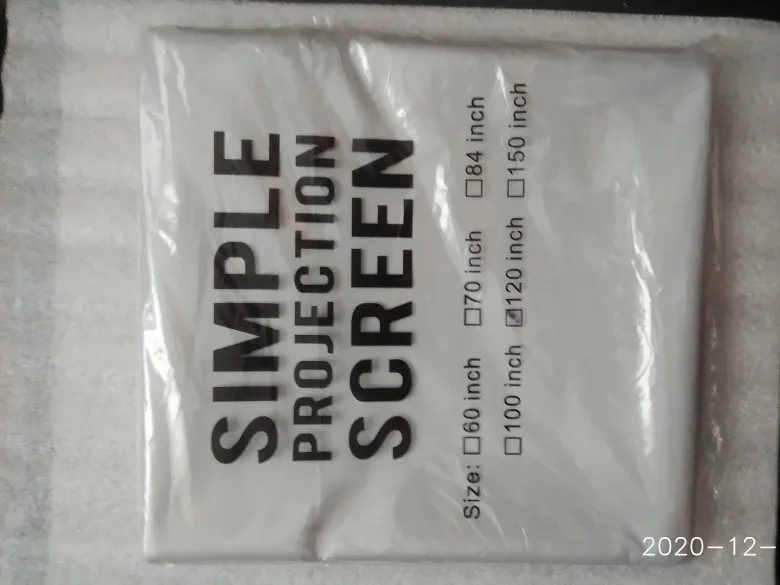 SIMPLE
PROJECTION
SCREEN
Size: ☐60 inch ☐70 inch ☐84 inch
☐100 inch ☑120 inch ☐150 inch
2020-12-